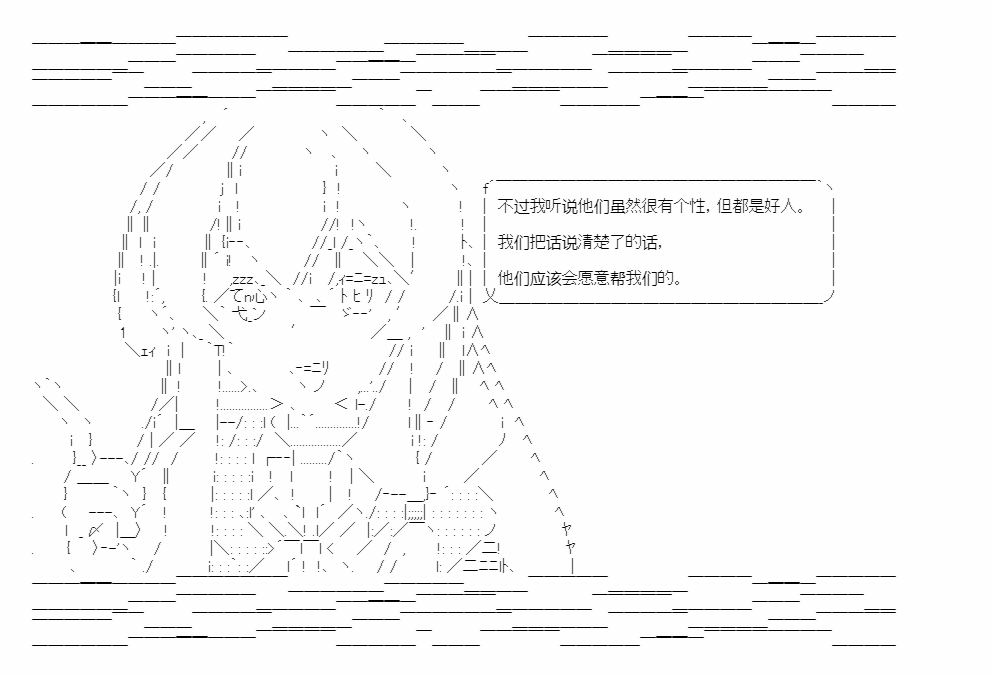 不过我听说他们虽然很有个性，但都是好人。
我们把话说清楚了的话，
他们应该会愿意帮我们的。